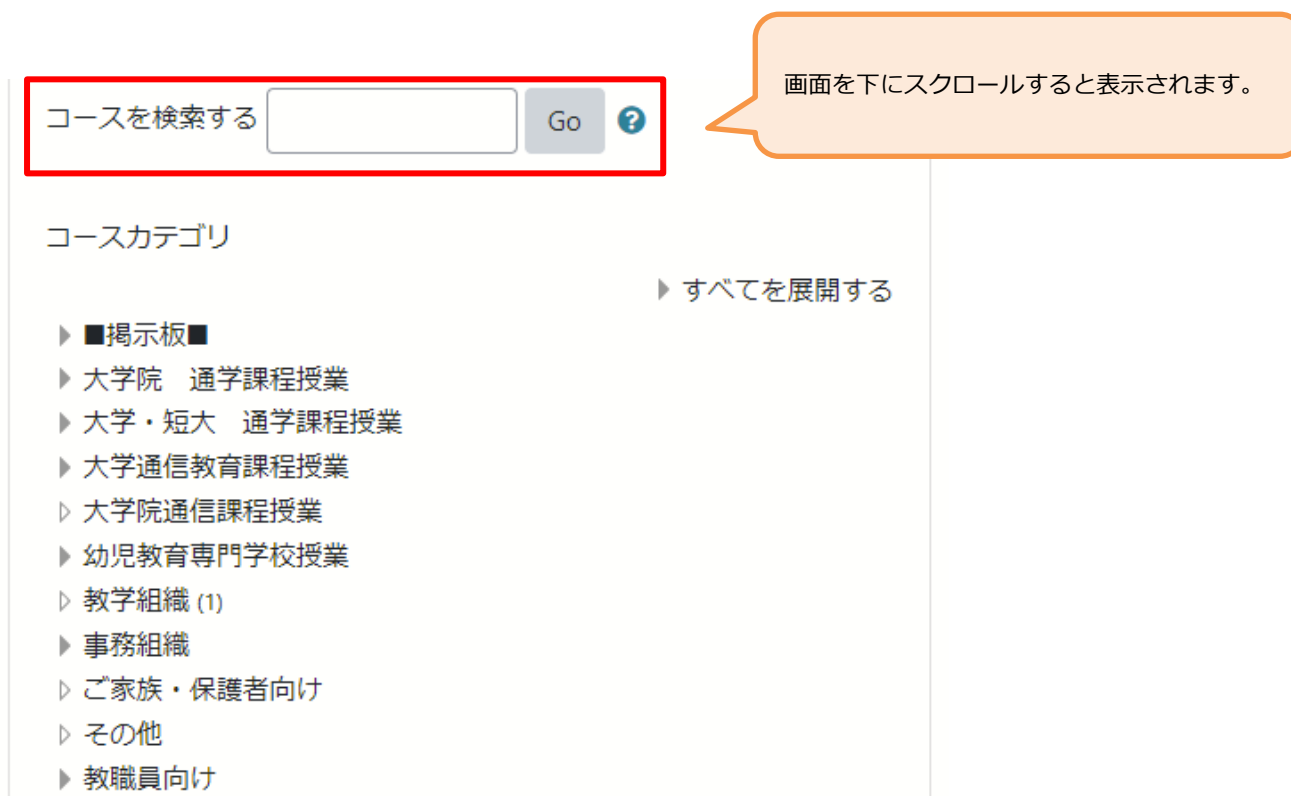 画面を下にスクロールすると表示されます。
コースを検索する Go ?
コースカテゴリ
すべてを展開する
■掲示板■
大学院　通学課程授業
大学・短大　通学課程授業
大学通信教育課程授業
大学院通信課程授業
幼児教育専門学校授業
教学組織 (1)
事務組織
ご家族・保護者向け
その他
教職員向け